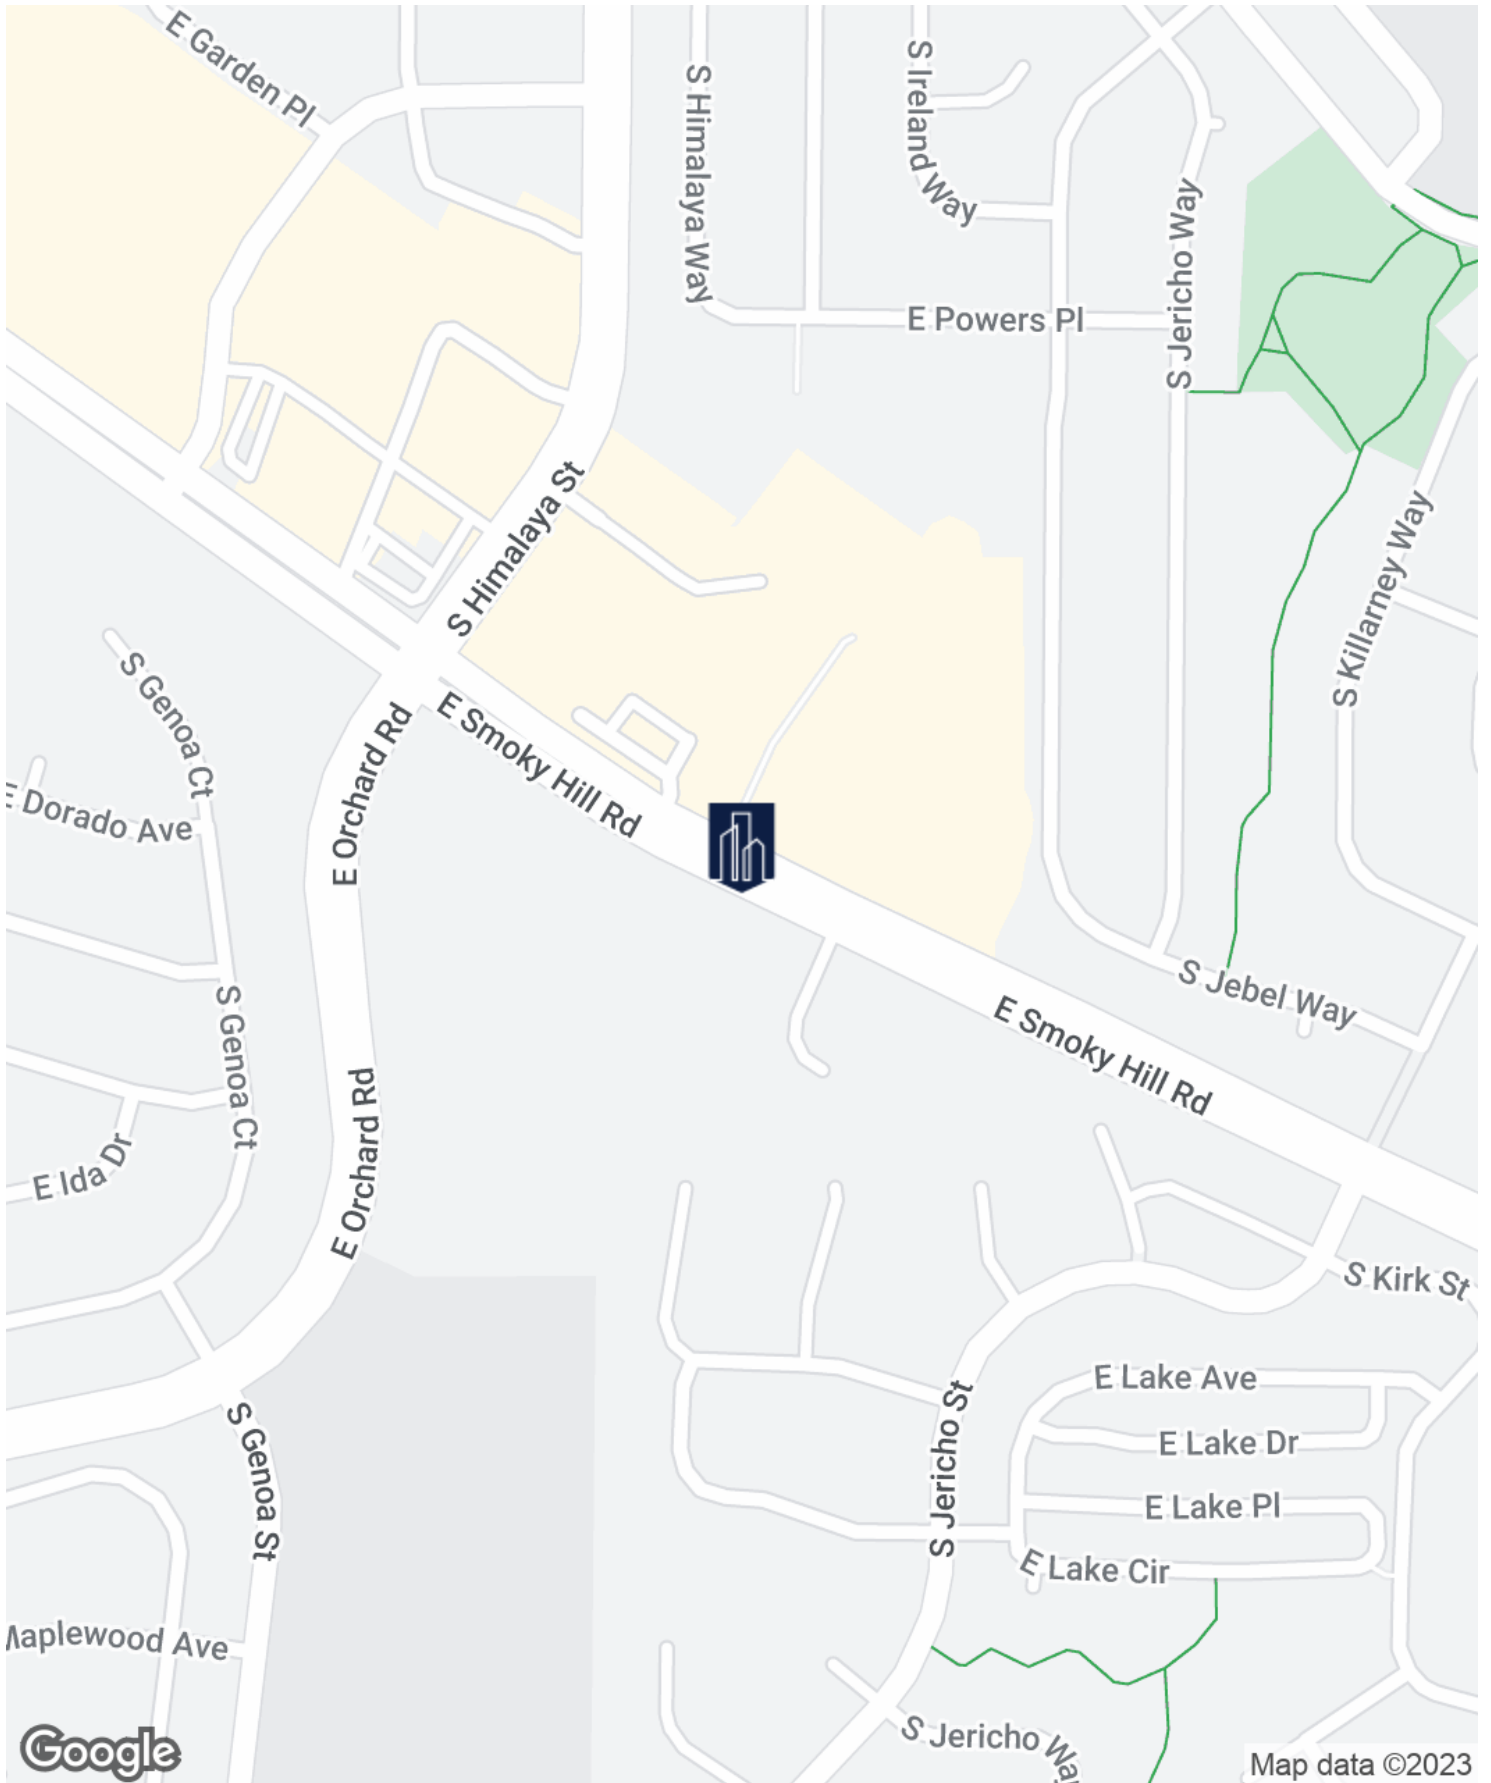 E Garden Pl
S Himalaya Way
S Ireland Way
S Jericho Way
E Powers Pl
S Himalaya St
S Killarney Way
S Genoa Ct
E Orchard Rd
E Smoky Hill Rd
E Dorado Ave
S Jebel Way
S Genoa Ct
E Smoky Hill Rd
E Orchard Rd
E Ida Dr
S Kirk St
E Lake Ave
S Jericho St
E Lake Dr
S Genoa St
E Lake Pl
E Lake Cir
Maplewood Ave
S Jericho Way
Google
Map data ©2023